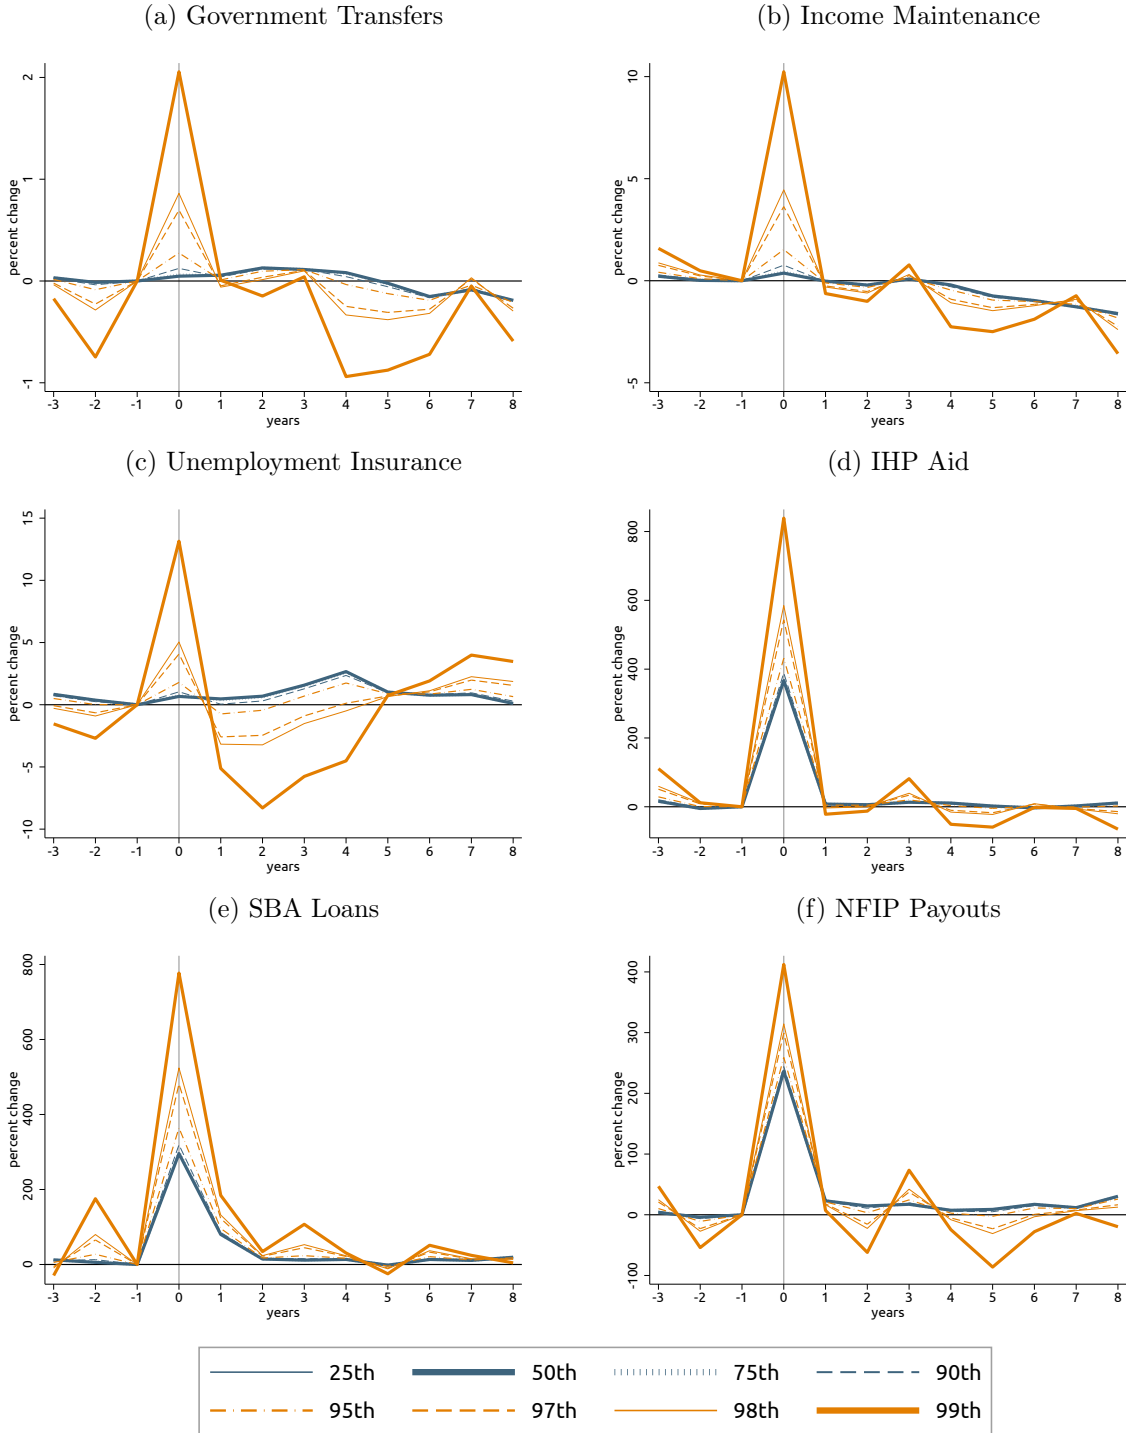 (a) Government Transfers
percent change
2
1
0
-1
-3 -2 -1 0 1 2 3 4 5 6 7 8
years
(b) Income Maintenance
percent change
10
5
0
-5
-3 -2 -1 0 1 2 3 4 5 6 7 8
years
(c) Unemployment Insurance
percent change
15
10
5
0
-5
-10
-3 -2 -1 0 1 2 3 4 5 6 7 8
years
(d) IHP Aid
percent change
800
600
400
200
0
-3 -2 -1 0 1 2 3 4 5 6 7 8
years
(e) SBA Loans
percent change
800
600
400
200
0
-3 -2 -1 0 1 2 3 4 5 6 7 8
years
(f) NFIP Payouts
percent change
400
300
200
100
0
-100
-3 -2 -1 0 1 2 3 4 5 6 7 8
years
25th 50th 75th 90th
95th 97th 98th 99th